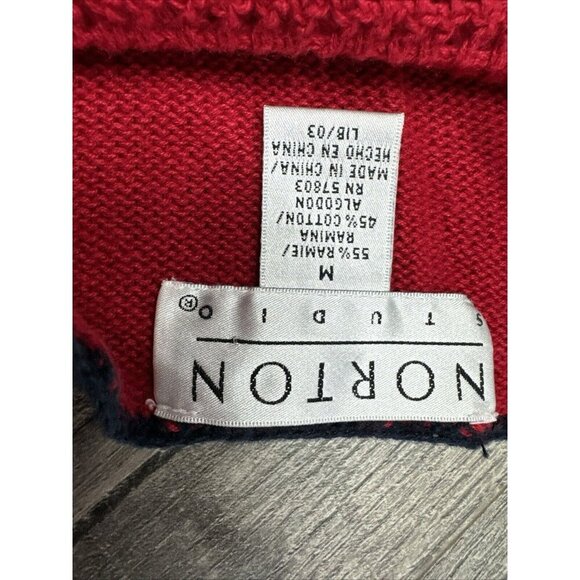 NORTON
STUDIO®
M
55% RAMIE/
RAMINA
45% COTTON/
ALGODON
RN 57803
MADE IN CHINA/
HECHO EN CHINA
LIB/03